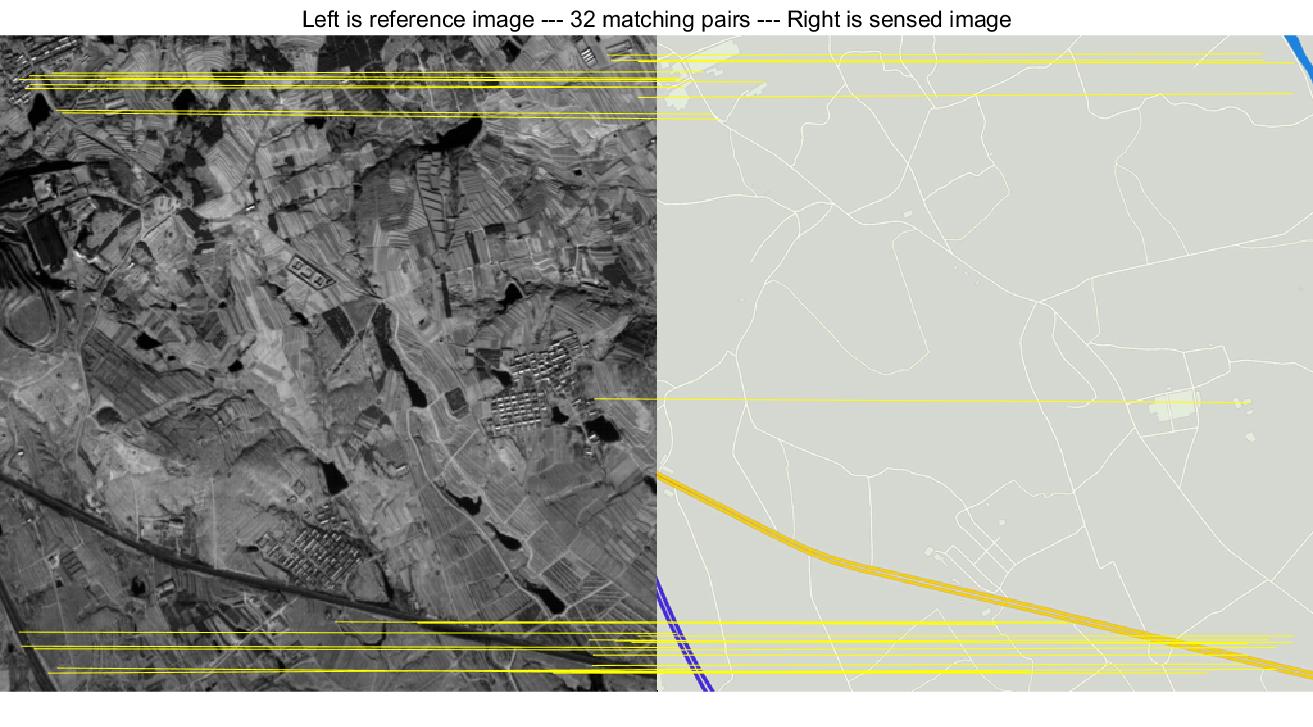 Left is reference image --- 32 matching pairs --- Right is sensed image